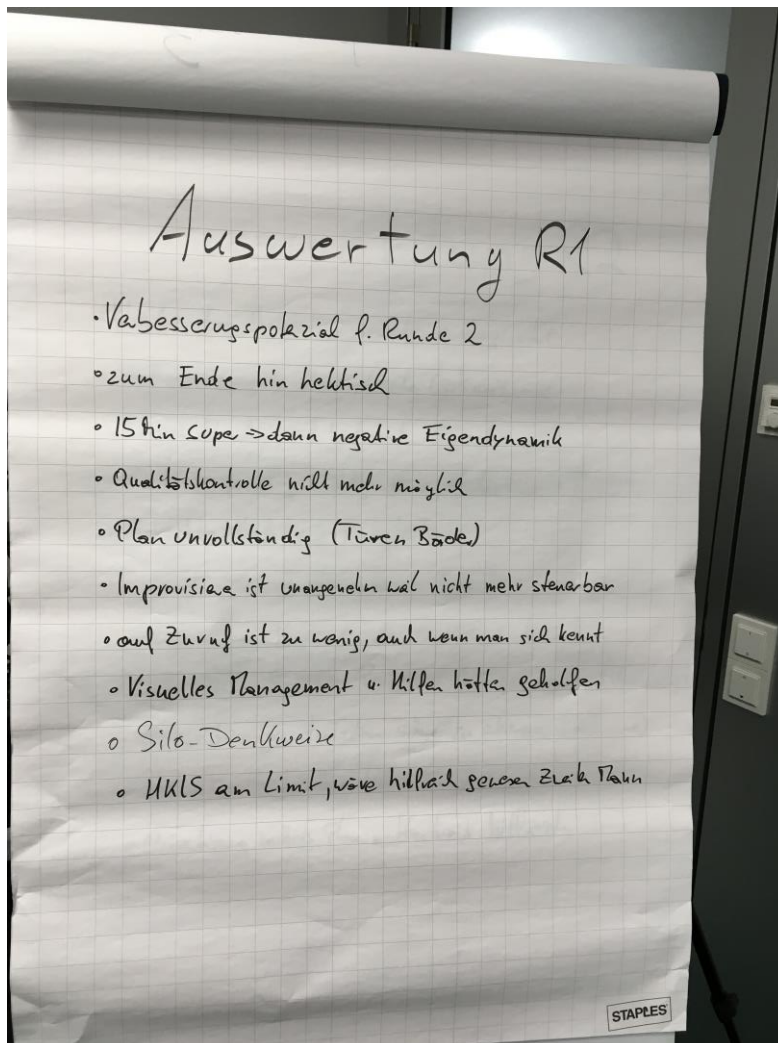 Auswertung R1
• Verbesserungspotenzial f. Runde 2
• zum Ende hin hektisch
• 15 min super => dann negative Eigendynamik
• Qualitätskontrolle nicht mehr möglich
• Plan unvollständig (Türen Bäder)
• Improvisieren ist unangenehm weil nicht mehr steuerbar
• auf Zuruf ist zu wenig, auch wenn man sich kennt
• Visuelles Management u. Hilfen hätten geholfen
• Silo-Denkweise
• HKLS am Limit, wäre hilfreich gewesen Zweiter Mann
STAPLES